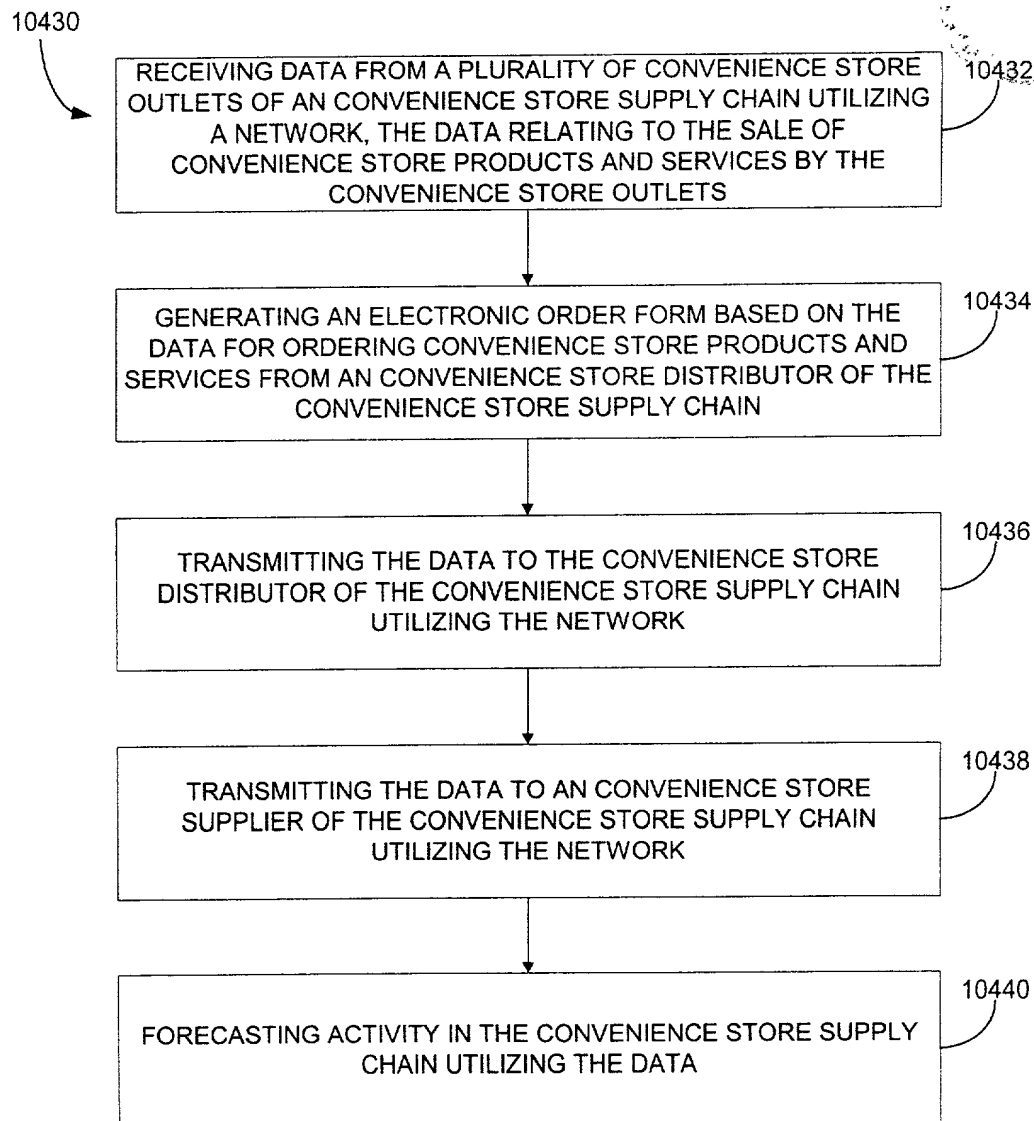 10430
RECEIVING DATA FROM A PLURALITY OF CONVENIENCE STORE
OUTLETS OF AN CONVENIENCE STORE SUPPLY CHAIN UTILIZING
A NETWORK, THE DATA RELATING TO THE SALE OF
CONVENIENCE STORE PRODUCTS AND SERVICES BY THE
CONVENIENCE STORE OUTLETS
10432
GENERATING AN ELECTRONIC ORDER FORM BASED ON THE
DATA FOR ORDERING CONVENIENCE STORE PRODUCTS AND
SERVICES FROM AN CONVENIENCE STORE DISTRIBUTOR OF THE
CONVENIENCE STORE SUPPLY CHAIN
10434
TRANSMITTING THE DATA TO THE CONVENIENCE STORE
DISTRIBUTOR OF THE CONVENIENCE STORE SUPPLY CHAIN
UTILIZING THE NETWORK
10436
TRANSMITTING THE DATA TO AN CONVENIENCE STORE
SUPPLIER OF THE CONVENIENCE STORE SUPPLY CHAIN
UTILIZING THE NETWORK
10438
FORECASTING ACTIVITY IN THE CONVENIENCE STORE SUPPLY
CHAIN UTILIZING THE DATA
10440